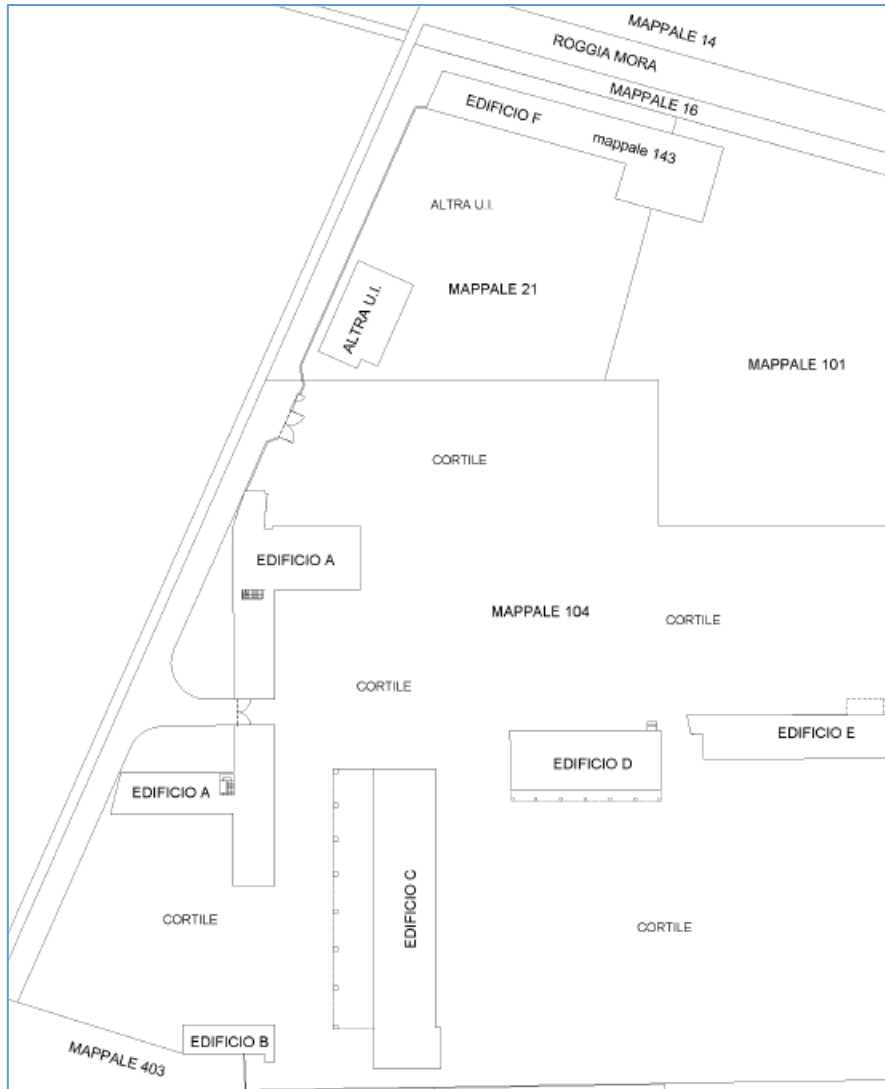 MAPPALE 14
ROGGIA MORA
MAPPALE 16
EDIFICIO F
mappale 143
ALTRA U.I.
MAPPALE 21
ALTRA U.I.
MAPPALE 101
CORTILE
EDIFICIO A
MAPPALE 104
CORTILE
CORTILE
EDIFICIO E
EDIFICIO D
EDIFICIO A
EDIFICIO C
CORTILE
CORTILE
EDIFICIO B
MAPPALE 403